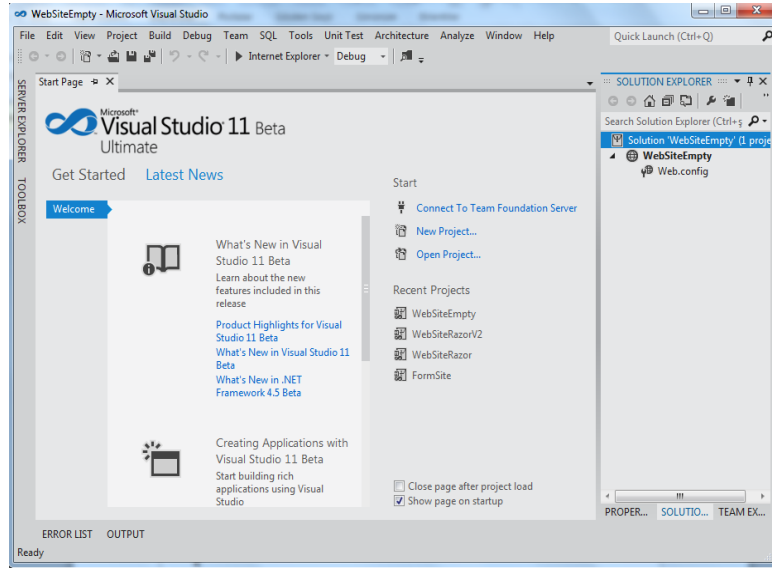 WebSiteEmpty - Microsoft Visual Studio
File Edit View Project Build Debug Team SQL Tools Unit Test Architecture Analyze Window Help
Quick Launch (Ctrl+Q)
Internet Explorer
Debug
SERVER EXPLORER
TOOLBOX
Start Page
Microsoft
Visual Studio 11 Beta
Ultimate
Get Started Latest News
Welcome
What's New in Visual
Studio 11 Beta
Learn about the new
features included in this
release
Product Highlights for Visual
Studio 11 Beta
What's New in Visual Studio 11
Beta
What's New in .NET
Framework 4.5 Beta
Creating Applications with
Visual Studio 11 Beta
Start building rich
applications using Visual
Studio
Start
Connect To Team Foundation Server
New Project...
Open Project...
Recent Projects
WebSiteEmpty
WebSiteRazorV2
WebSiteRazor
FormSite
Close page after project load
Show page on startup
SOLUTION EXPLORER
Search Solution Explorer (Ctrl+
Solution 'WebSiteEmpty' (1 proje
WebSiteEmpty
Web.config
PROPER... SOLUTIO... TEAM EX...
ERROR LIST OUTPUT
Ready